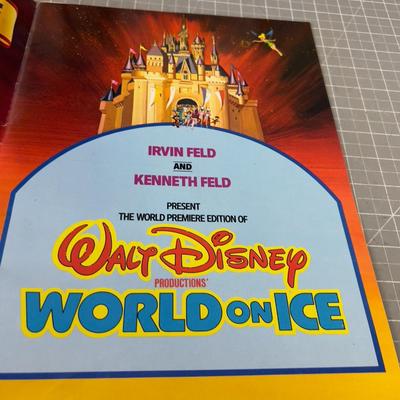 IRVIN FELD
AND
KENNETH FELD
PRESENT
THE WORLD PREMIERE EDITION OF
WALT DISNEY
PRODUCTIONS'
WORLD ON ICE